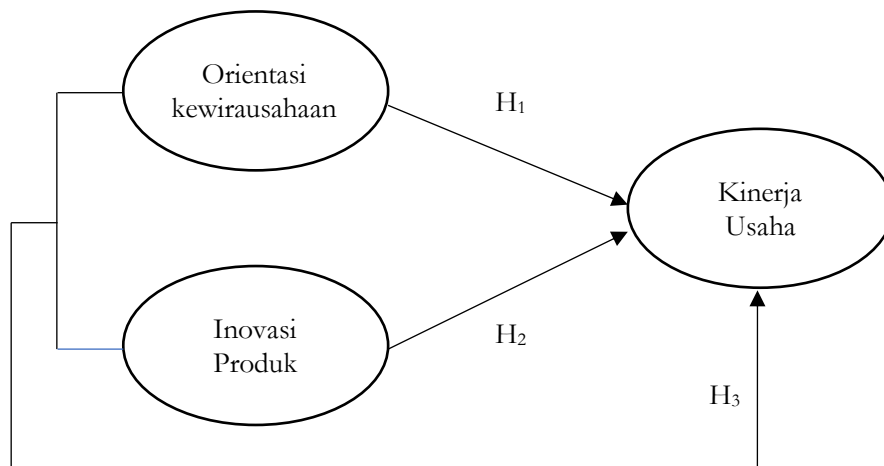 Orientasi
kewirausahaan
H₁
Kinerja
Usaha
Inovasi
Produk
H₂
H₃